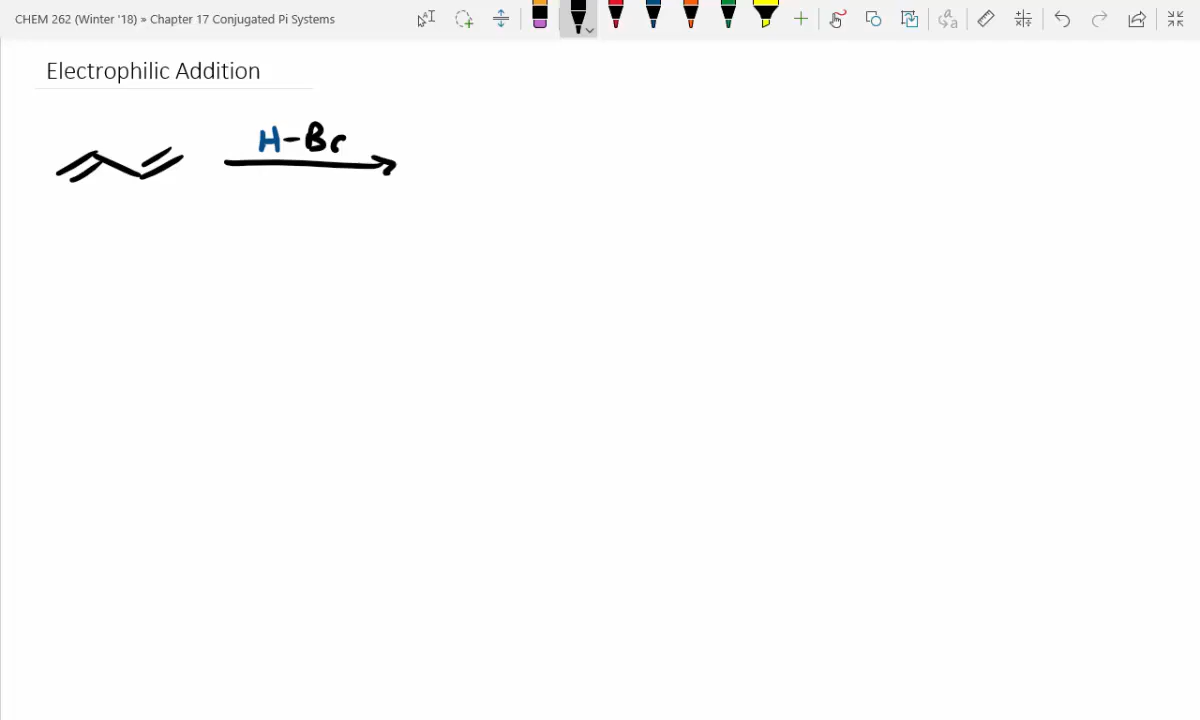 CHEM 262 (Winter '18) » Chapter 17 Conjugated Pi Systems
Electrophilic Addition
H-Br